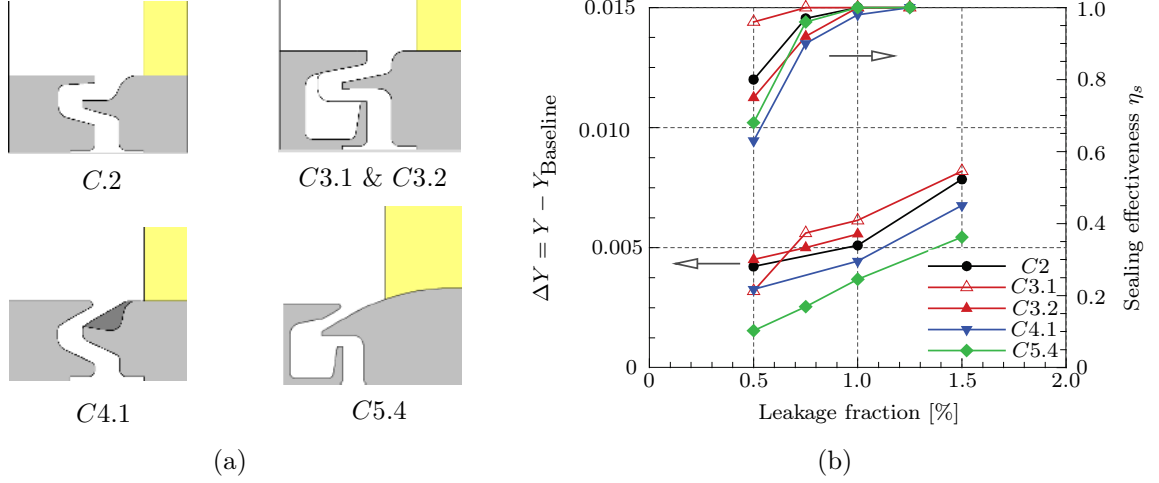 C.2
C3.1 & C3.2
C4.1
C5.4
(a)
ΔY = Y − Y_Baseline
0.015
0.010
0.005
0
0
0.5
1.0
1.5
2.0
Leakage fraction [%]
1.0
0.8
0.6
0.4
0.2
0
Sealing effectiveness η_s
C2
C3.1
C3.2
C4.1
C5.4
(b)